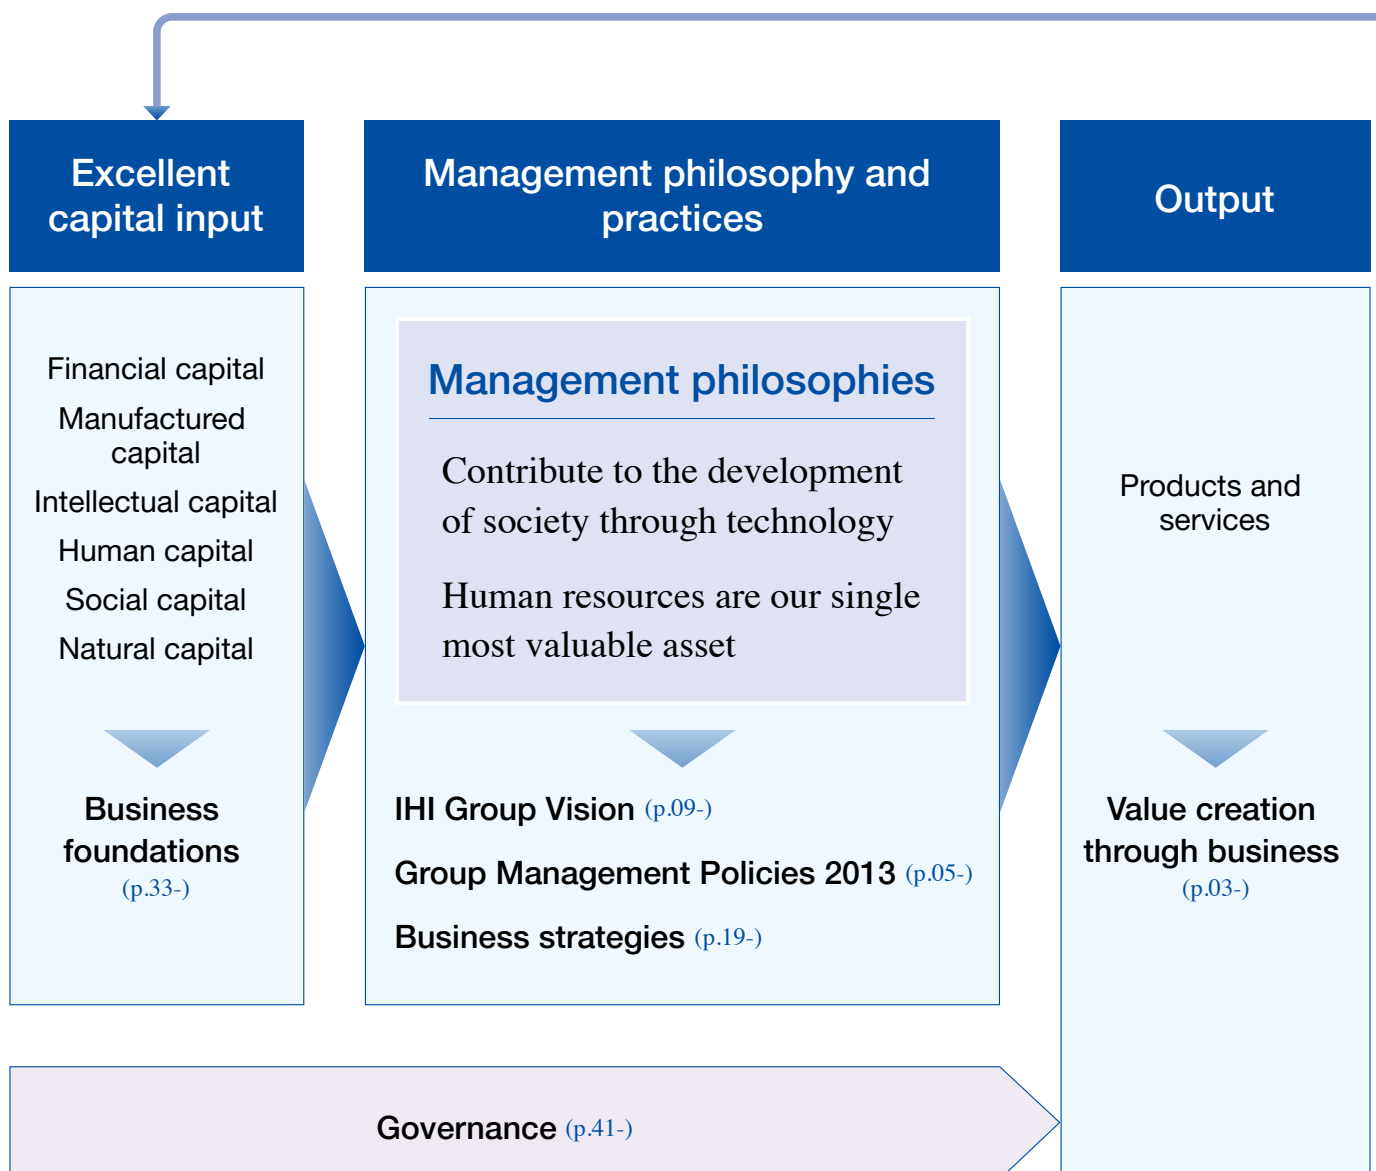 Excellent
capital input
Financial capital
Manufactured
capital
Intellectual capital
Human capital
Social capital
Natural capital
Business
foundations
(p.33-)
Management philosophy and
practices
Management philosophies
Contribute to the development
of society through technology
Human resources are our single
most valuable asset
IHI Group Vision (p.09-)
Group Management Policies 2013 (p.05-)
Business strategies (p.19-)
Output
Products and
services
Value creation
through business
(p.03-)
Governance (p.41-)